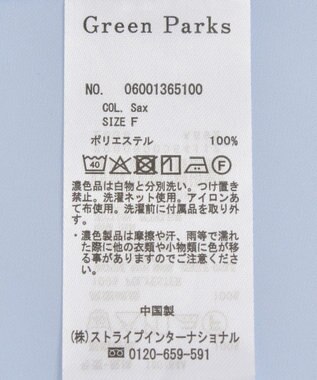 Green Parks
NO. 06001365100
COL. Sax
SIZE F
ポリエステル 100%
40
F
濃色品は白物と分別洗い。つけ置き
禁止。洗濯ネット使用。アイロンあ
て布使用。洗濯前に付属品を取り外
す。
・濃色製品は摩擦や汗、雨等で濡れ
た際に他の衣類や小物類に色が移
る事がありますのでご注意くださ
い。
中国製
(株)ストライプインターナショナル
0120-659-591